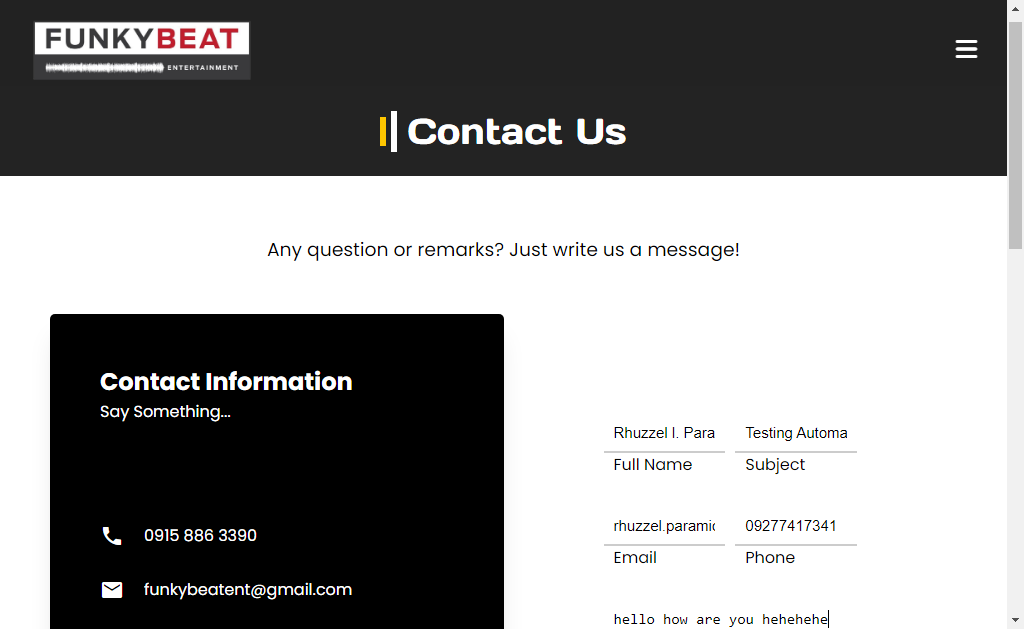 FUNKYBEAT
ENTERTAINMENT
Contact Us
Any question or remarks? Just write us a message!
Contact Information
Say Something...
0915 886 3390
funkybeatent@gmail.com
Rhuzzel I. Para
Testing Automa
Full Name
Subject
rhuzzel.paramic
09277417341
Email
Phone
hello how are you hehehehe